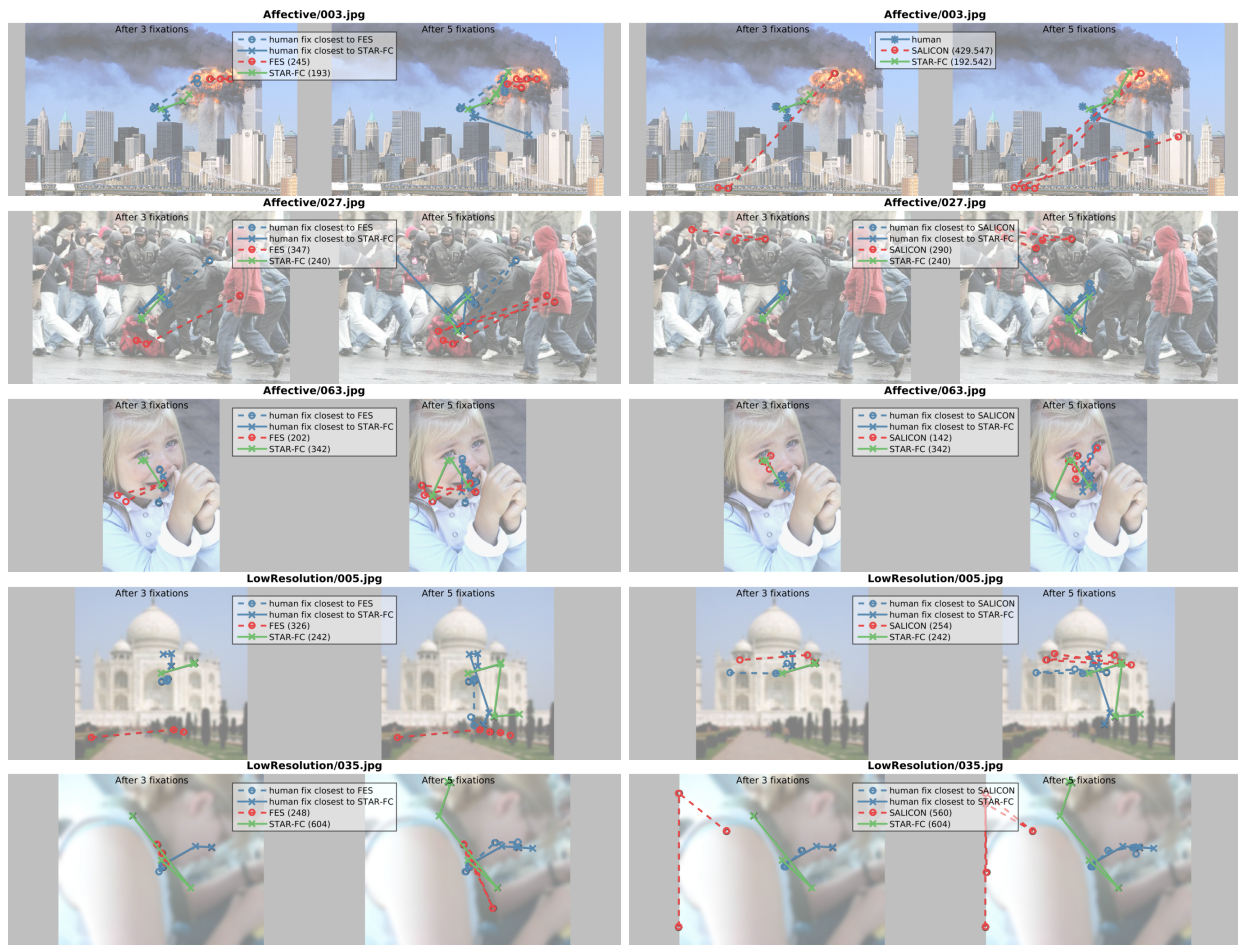 Affective/003.jpg
After 3 fixations
After 5 fixations
human fix closest to FES
human fix closest to STAR-FC
FES (245)
STAR-FC (193)
Affective/003.jpg
After 3 fixations
After 5 fixations
human
SALICON (429.547)
STAR-FC (192.542)
Affective/027.jpg
After 3 fixations
After 5 fixations
human fix closest to FES
human fix closest to STAR-FC
FES (347)
STAR-FC (240)
Affective/027.jpg
After 3 fixations
After 5 fixations
human fix closest to SALICON
human fix closest to STAR-FC
SALICON (290)
STAR-FC (240)
Affective/063.jpg
After 3 fixations
After 5 fixations
human fix closest to FES
human fix closest to STAR-FC
FES (202)
STAR-FC (342)
Affective/063.jpg
After 3 fixations
After 5 fixations
human fix closest to SALICON
human fix closest to STAR-FC
SALICON (142)
STAR-FC (342)
LowResolution/005.jpg
After 3 fixations
After 5 fixations
human fix closest to FES
human fix closest to STAR-FC
FES (326)
STAR-FC (242)
LowResolution/005.jpg
After 3 fixations
After 5 fixations
human fix closest to SALICON
human fix closest to STAR-FC
SALICON (254)
STAR-FC (242)
LowResolution/035.jpg
After 3 fixations
After 5 fixations
human fix closest to FES
human fix closest to STAR-FC
FES (248)
STAR-FC (604)
LowResolution/035.jpg
After 3 fixations
After 5 fixations
human fix closest to SALICON
human fix closest to STAR-FC
SALICON (560)
STAR-FC (604)